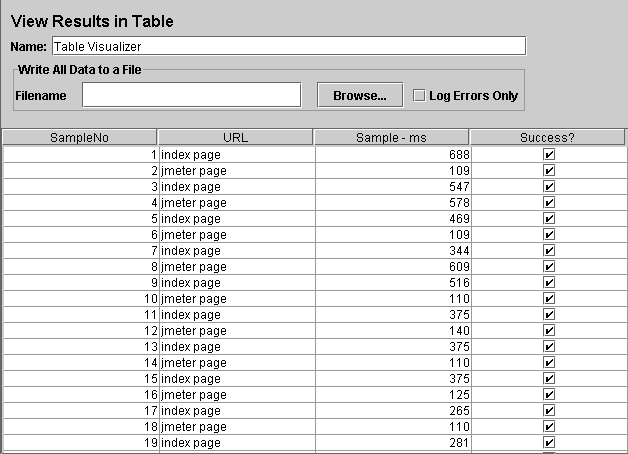 View Results in Table
Name: Table Visualizer
Write All Data to a File
Filename Browse... Log Errors Only
SampleNo URL Sample - ms Success?
1 index page 688
2 jmeter page 109
3 index page 547
4 jmeter page 578
5 index page 469
6 jmeter page 109
7 index page 344
8 jmeter page 609
9 index page 516
10 jmeter page 110
11 index page 375
12 jmeter page 140
13 index page 375
14 jmeter page 110
15 index page 375
16 jmeter page 125
17 index page 265
18 jmeter page 110
19 index page 281